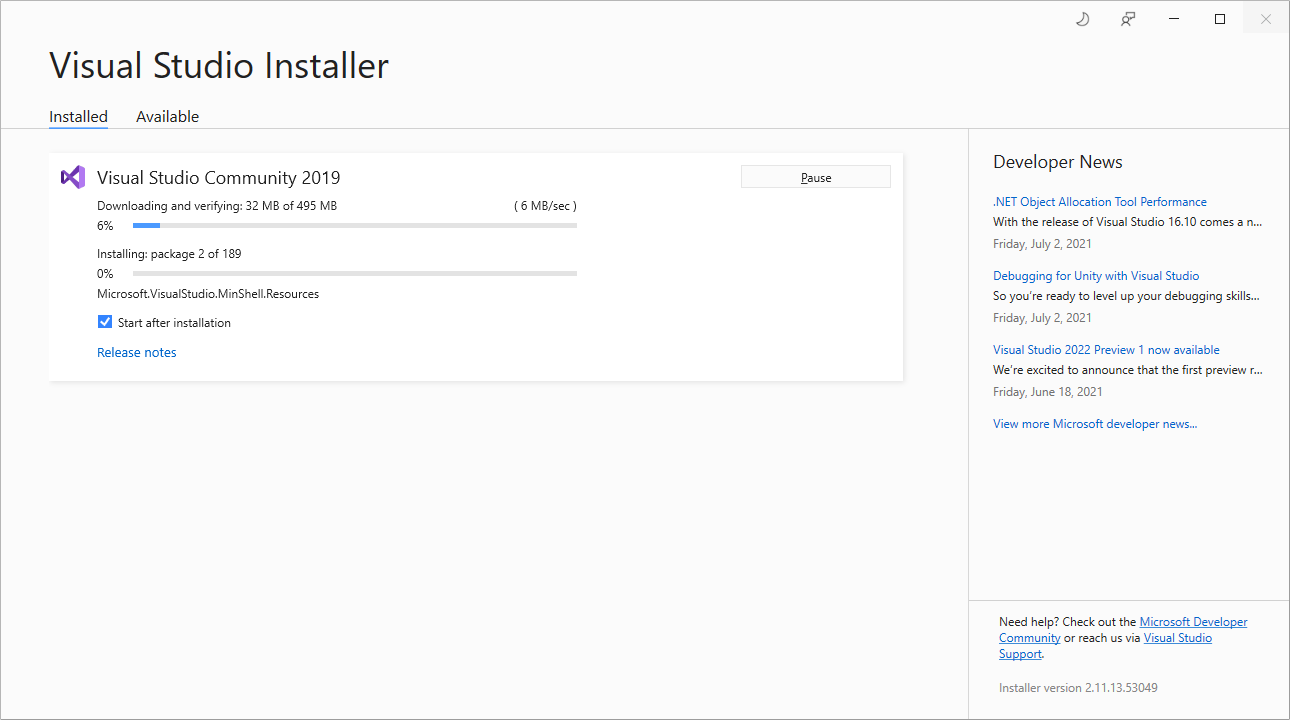 Visual Studio Installer
Installed Available
Visual Studio Community 2019
Pause
Downloading and verifying: 32 MB of 495 MB ( 6 MB/sec )
6%
Installing: package 2 of 189
0%
Microsoft.VisualStudio.MinShell.Resources
Start after installation
Release notes
Developer News
.NET Object Allocation Tool Performance
With the release of Visual Studio 16.10 comes a n...
Friday, July 2, 2021
Debugging for Unity with Visual Studio
So you're ready to level up your debugging skills...
Friday, July 2, 2021
Visual Studio 2022 Preview 1 now available
We're excited to announce that the first preview r...
Friday, June 18, 2021
View more Microsoft developer news...
Need help? Check out the Microsoft Developer
Community or reach us via Visual Studio
Support.
Installer version 2.11.13.53049